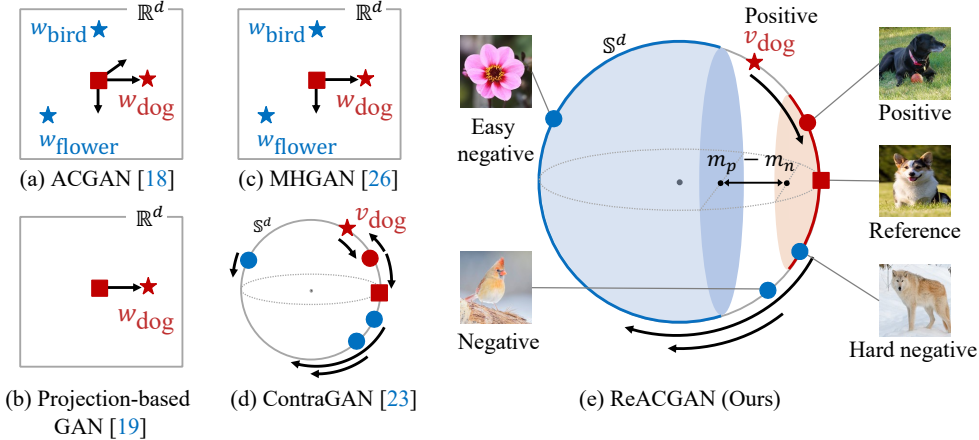 ℝ^d
w_bird
w_dog
w_flower
(a) ACGAN [18]
ℝ^d
w_bird
w_dog
w_flower
(c) MHGAN [26]
ℝ^d
w_dog
(b) Projection-based
GAN [19]
𝕊^d
v_dog
(d) ContraGAN [23]
𝕊^d
Positive
v_dog
Easy
negative
Positive
m_p − m_n
Reference
Negative
Hard negative
(e) ReACGAN (Ours)